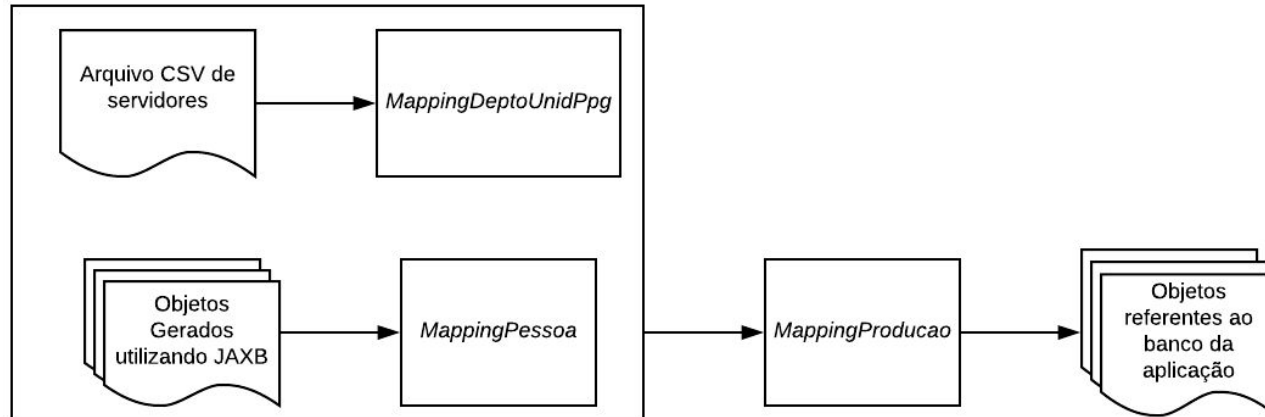 Arquivo CSV de
servidores
MappingDeptoUnidPpg
Objetos
Gerados
utilizando JAXB
MappingPessoa
MappingProducao
Objetos
referentes ao
banco da
aplicação